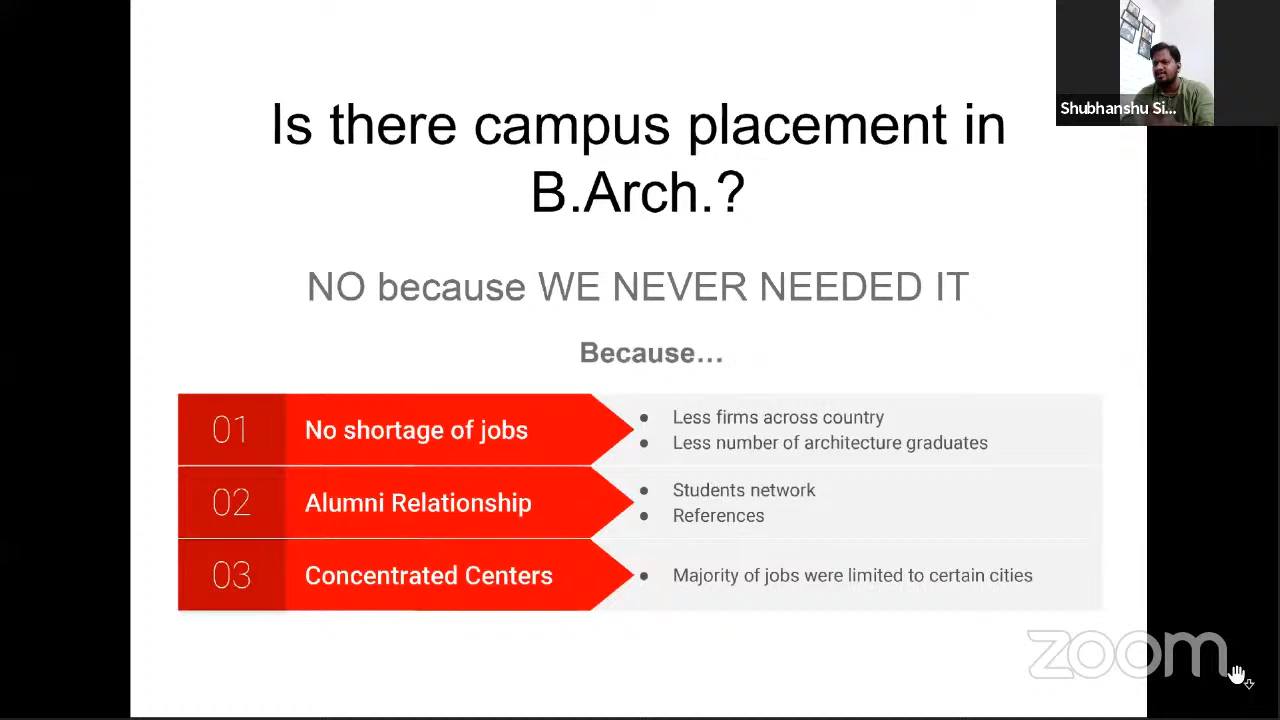 Shubhanshu Si...
Is there campus placement in
B.Arch.?
NO because WE NEVER NEEDED IT
Because...
01 No shortage of jobs
● Less firms across country
● Less number of architecture graduates
02 Alumni Relationship
● Students network
● References
03 Concentrated Centers
● Majority of jobs were limited to certain cities
zoom